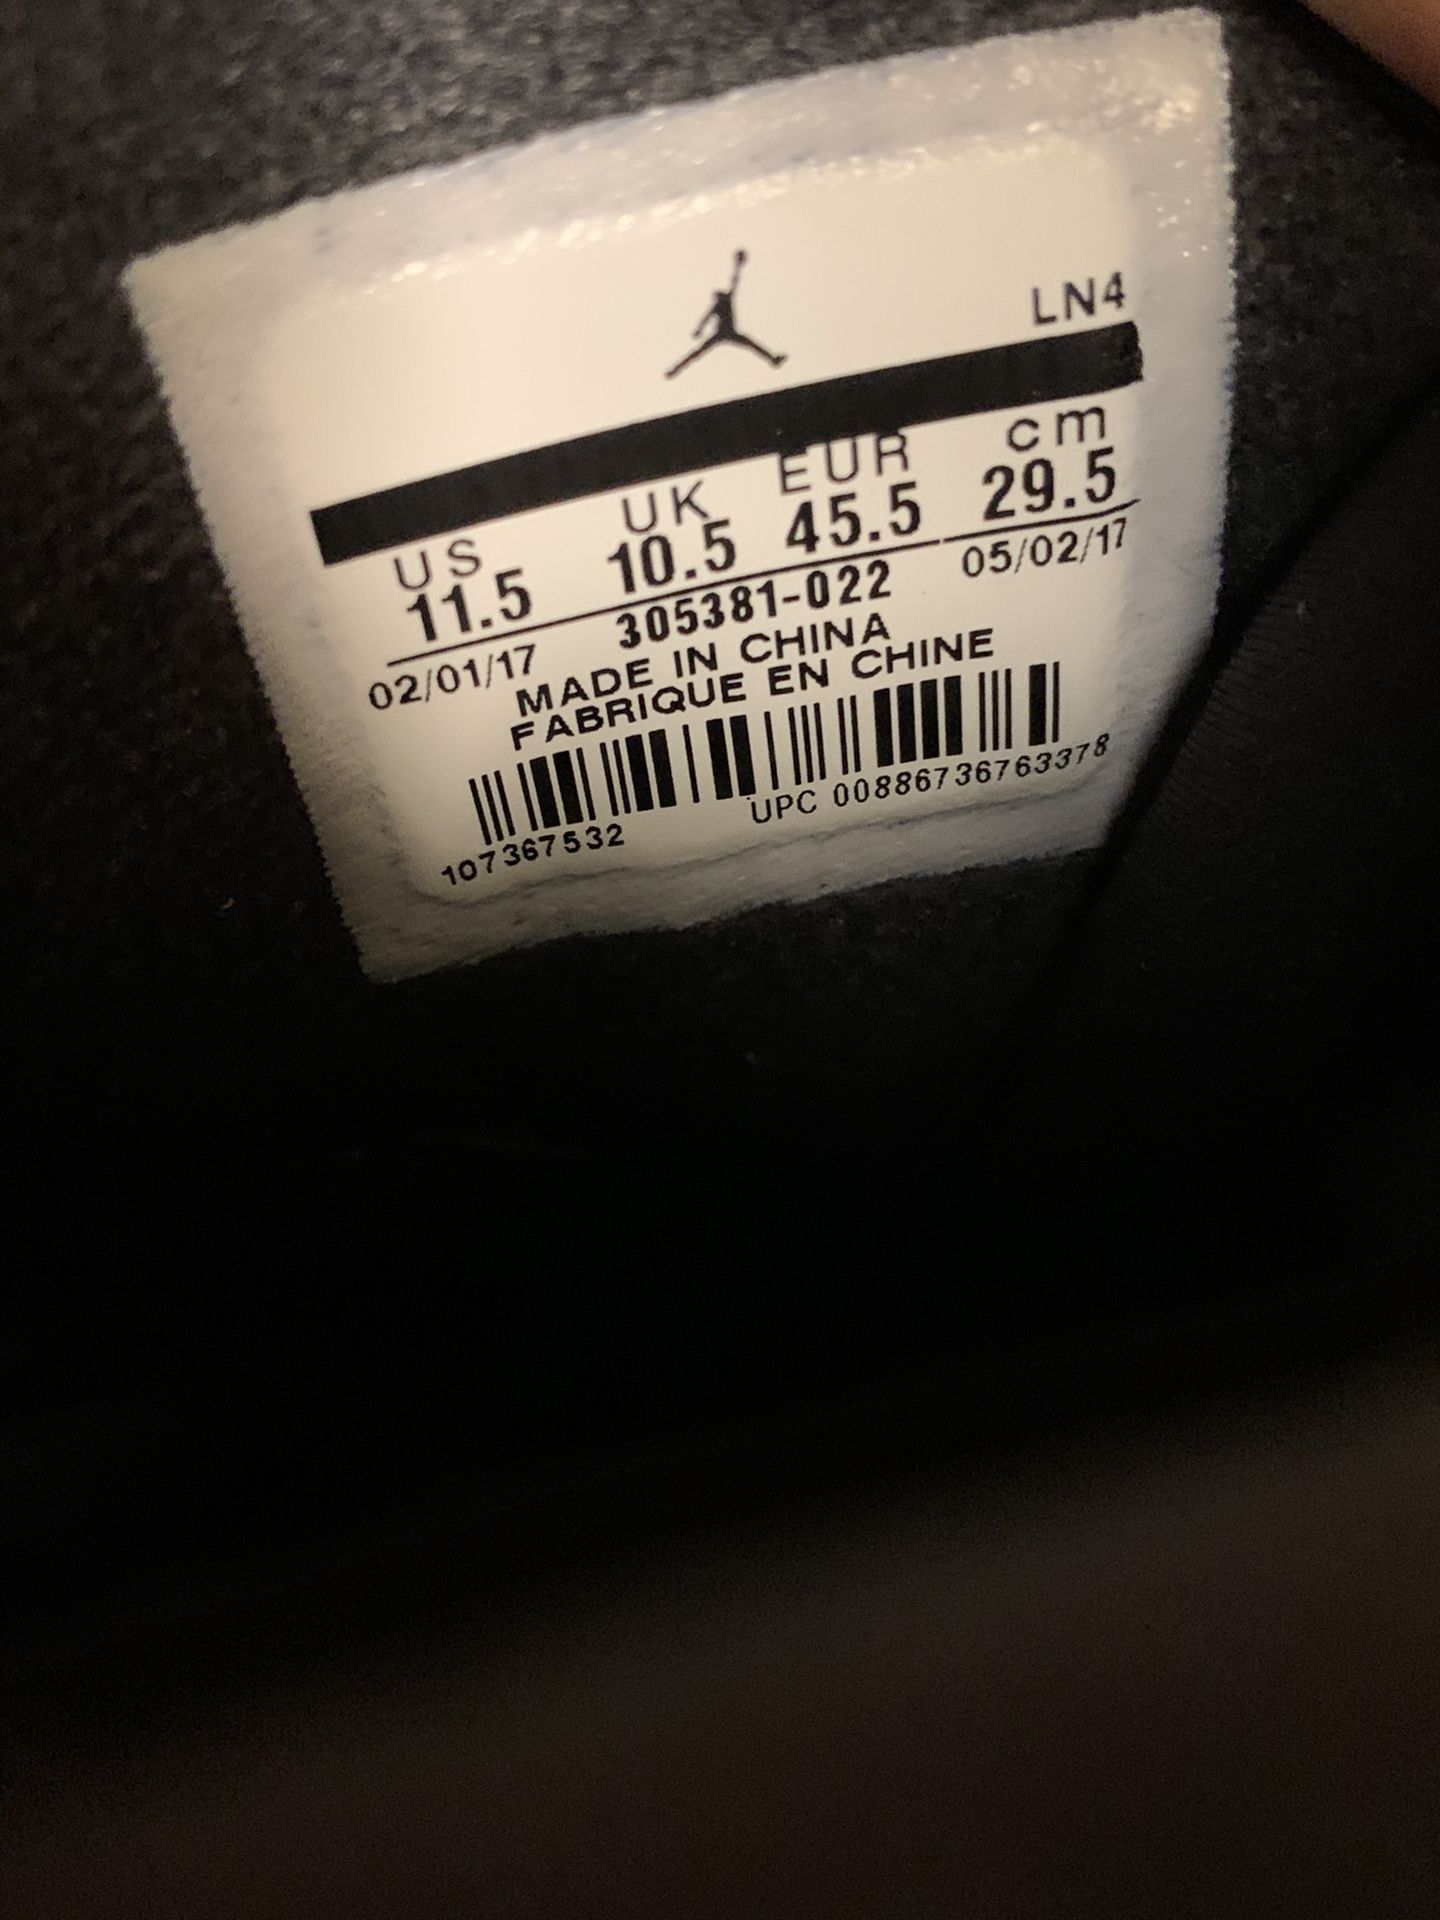 LN4
US UK EUR cm
11.5 10.5 45.5 29.5
02/01/17 305381-022 05/02/17
MADE IN CHINA
FABRIQUE EN CHINE
UPC 00886736763378
107367532